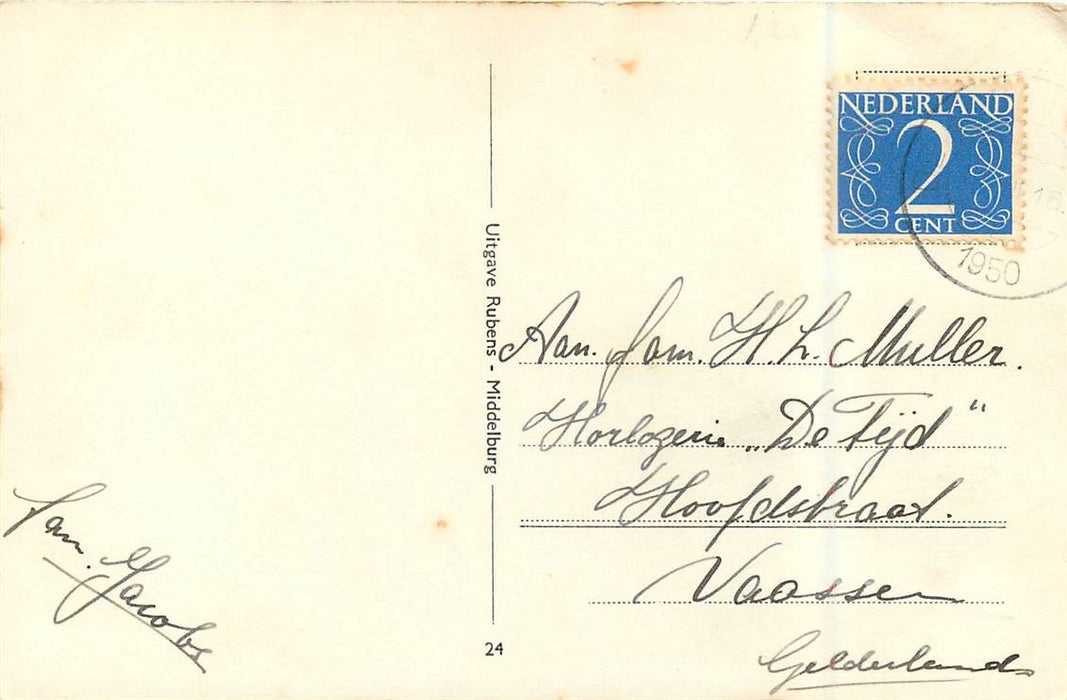 NEDERLAND
2
CENT
16
1950
Uitgave Rubens - Middelburg
Aan. fam. H. L. Muller.
Horlogerie „De Tijd"
Hoofdstraat.
Vaassen
Gelderland
fam. Jacobs
24